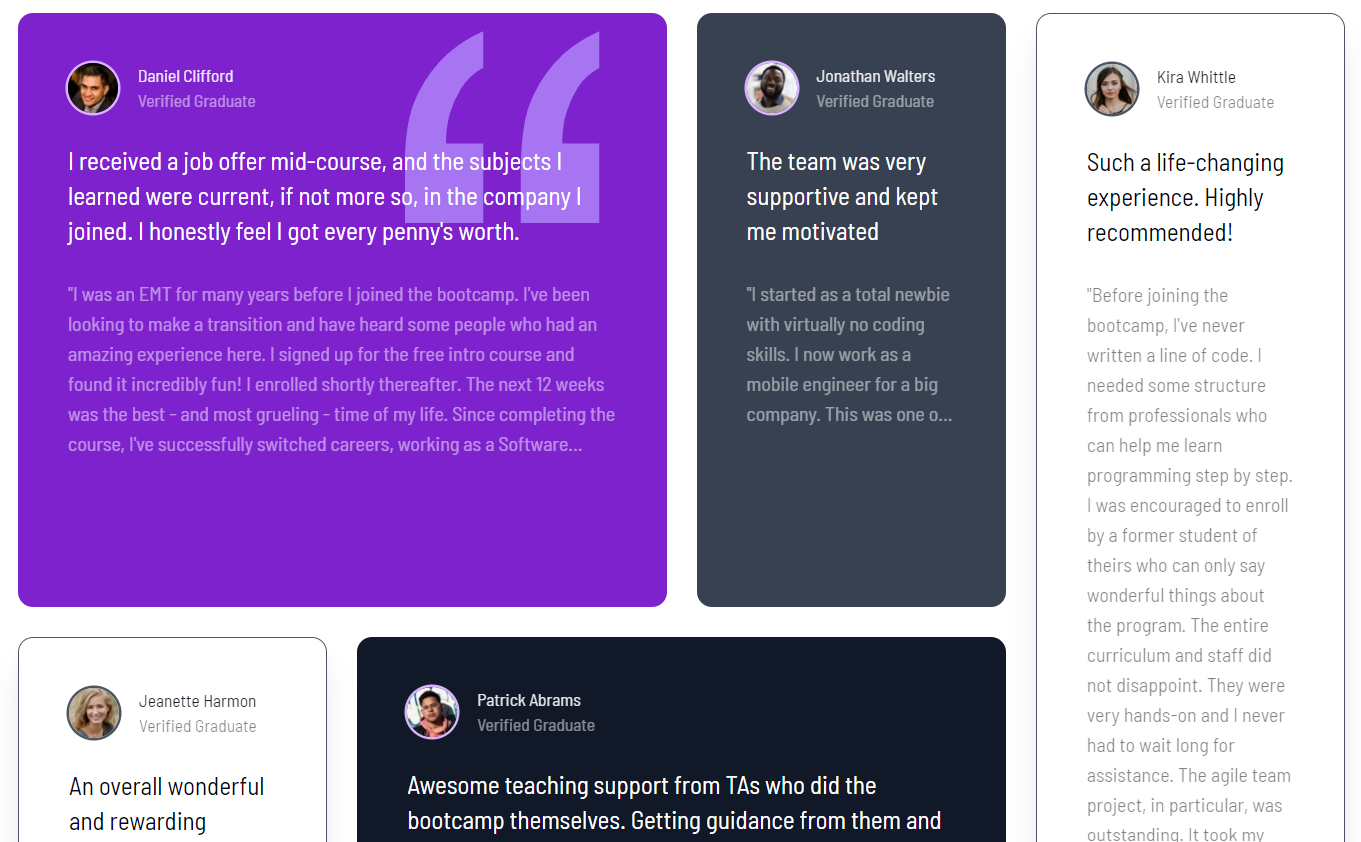 Daniel Clifford
Verified Graduate
I received a job offer mid-course, and the subjects I
learned were current, if not more so, in the company I
joined. I honestly feel I got every penny's worth.
"I was an EMT for many years before I joined the bootcamp. I've been
looking to make a transition and have heard some people who had an
amazing experience here. I signed up for the free intro course and
found it incredibly fun! I enrolled shortly thereafter. The next 12 weeks
was the best - and most grueling - time of my life. Since completing the
course, I've successfully switched careers, working as a Software...
Jonathan Walters
Verified Graduate
The team was very
supportive and kept
me motivated
"I started as a total newbie
with virtually no coding
skills. I now work as a
mobile engineer for a big
company. This was one o...
Kira Whittle
Verified Graduate
Such a life-changing
experience. Highly
recommended!
"Before joining the
bootcamp, I've never
written a line of code. I
needed some structure
from professionals who
can help me learn
programming step by step.
I was encouraged to enroll
by a former student of
theirs who can only say
wonderful things about
the program. The entire
curriculum and staff did
not disappoint. They were
very hands-on and I never
had to wait long for
assistance. The agile team
project, in particular, was
outstanding. It took my
Jeanette Harmon
Verified Graduate
An overall wonderful
and rewarding
Patrick Abrams
Verified Graduate
Awesome teaching support from TAs who did the
bootcamp themselves. Getting guidance from them and